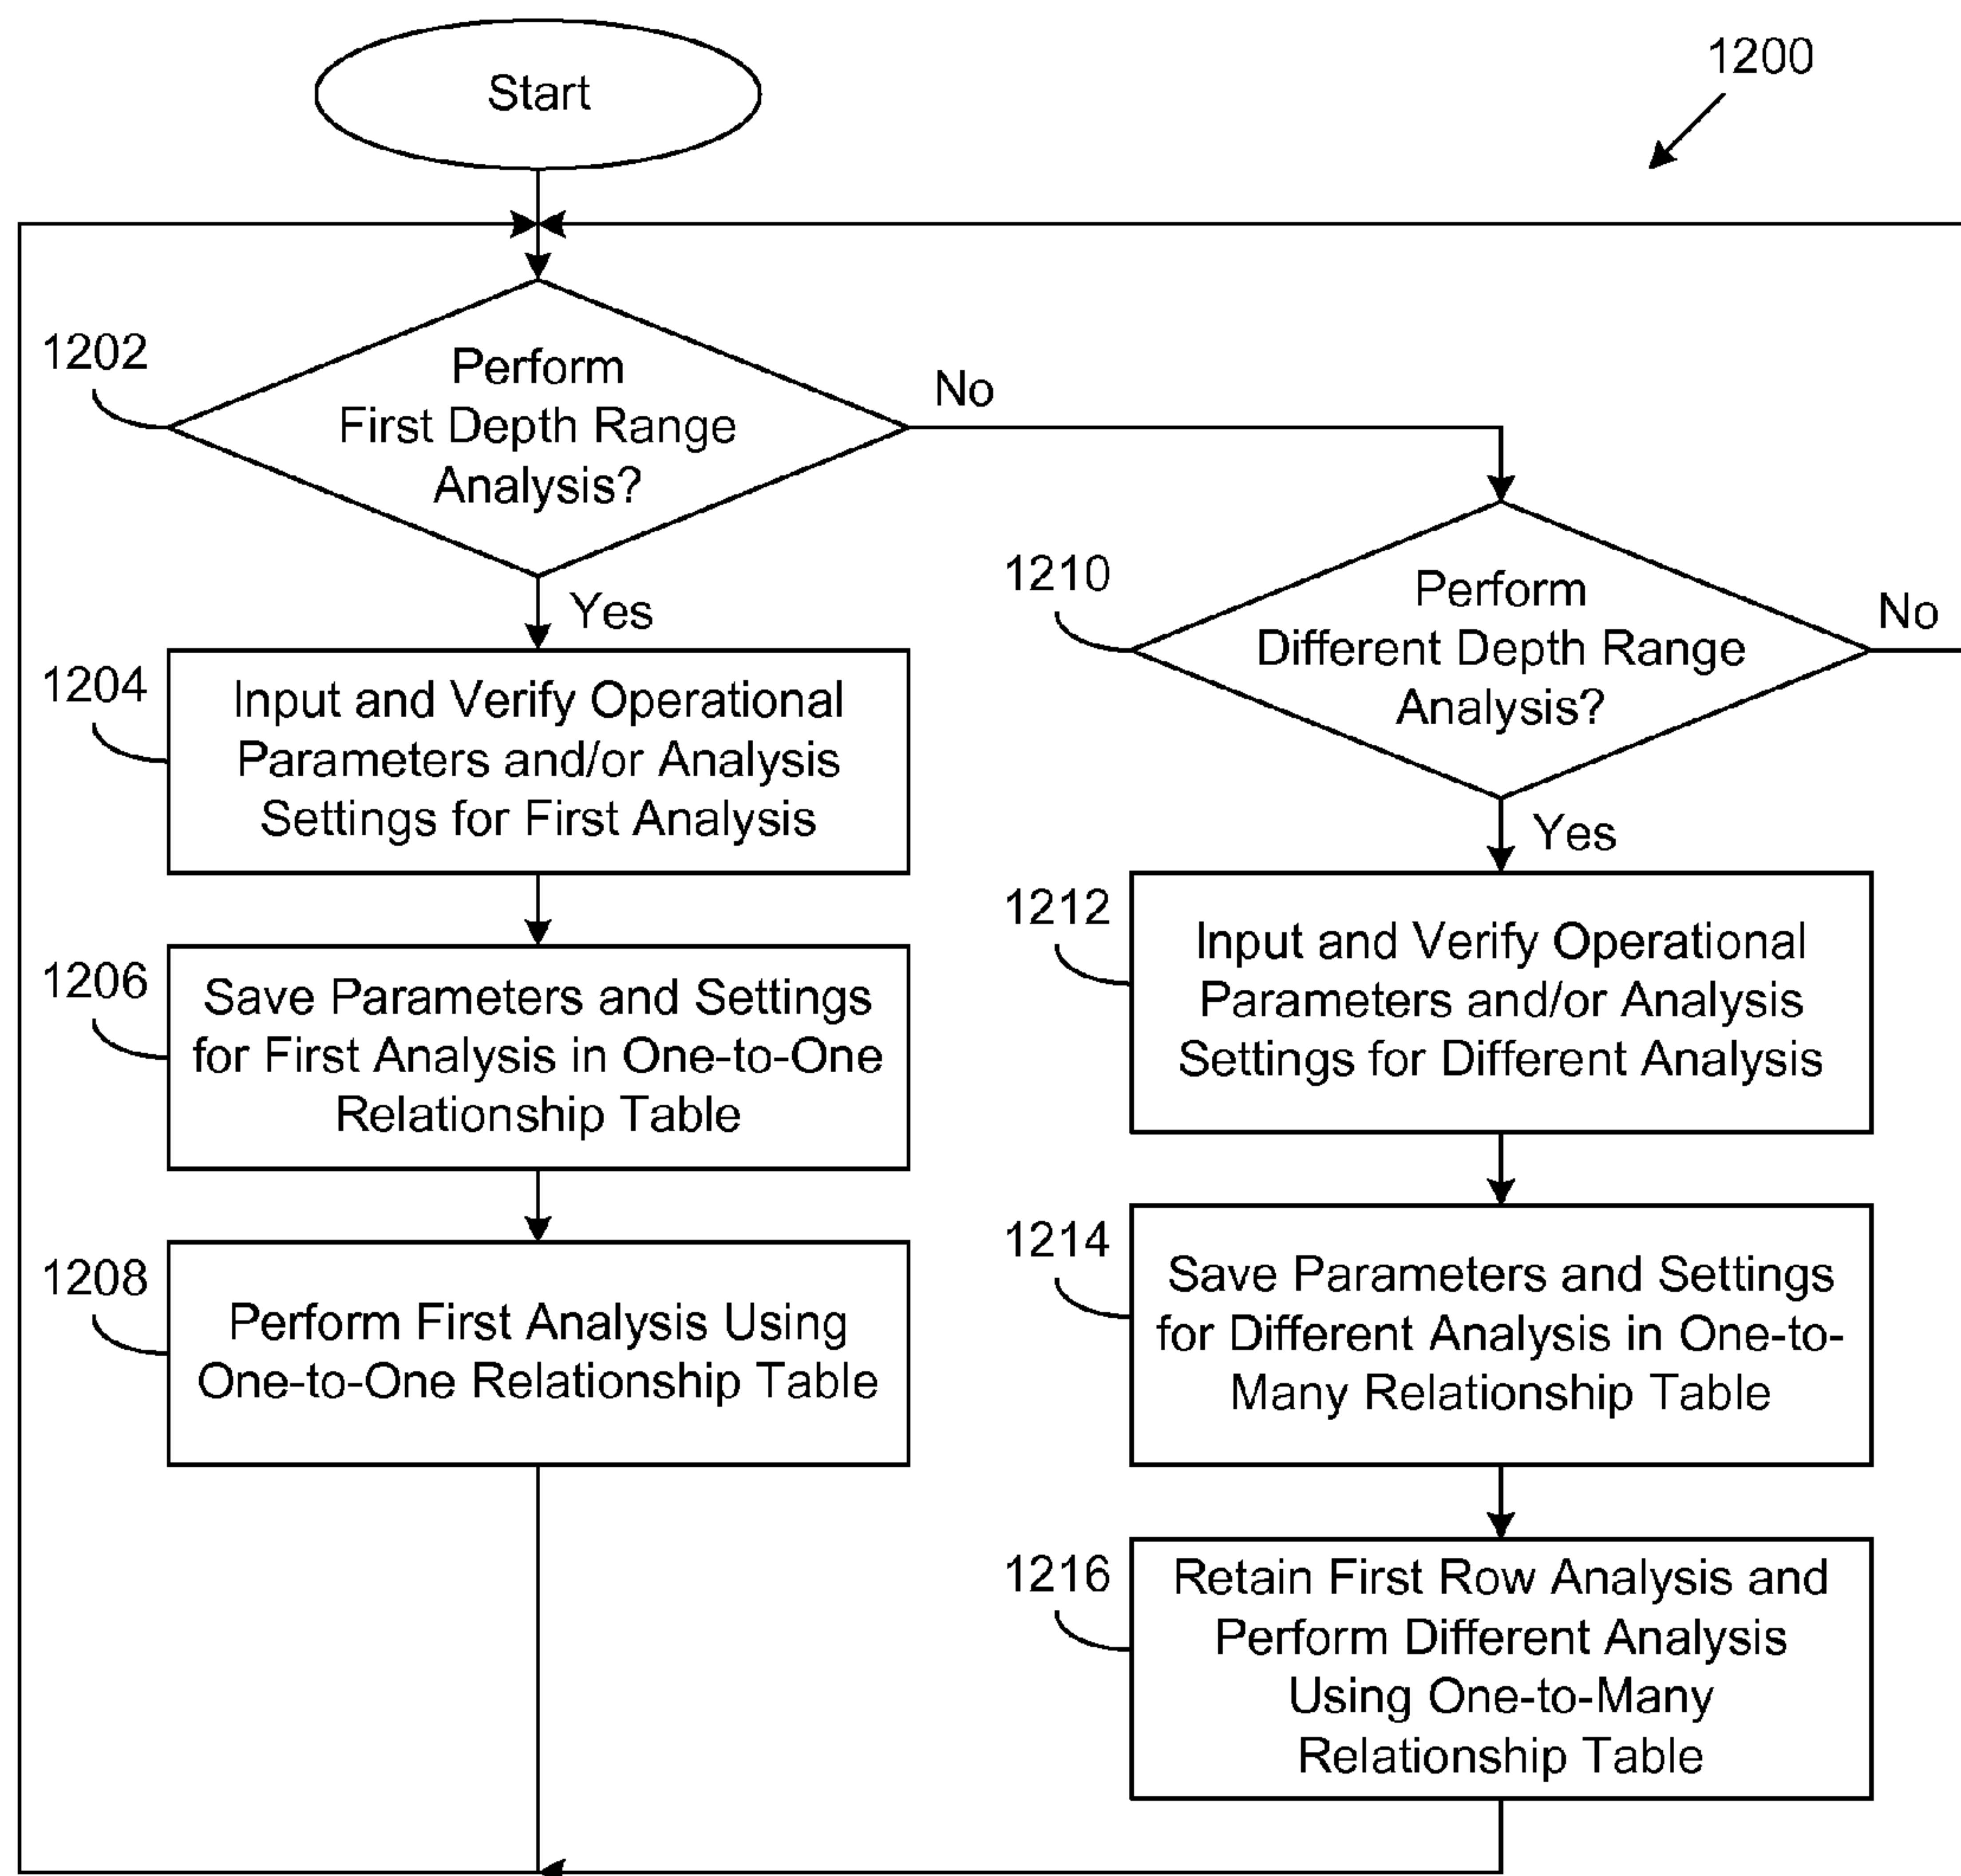 Start
1200
1202
Perform
First Depth Range
Analysis?
No
Yes
1204
Input and Verify Operational
Parameters and/or Analysis
Settings for First Analysis
1206
Save Parameters and Settings
for First Analysis in One-to-One
Relationship Table
1208
Perform First Analysis Using
One-to-One Relationship Table
1210
Perform
Different Depth Range
Analysis?
No
Yes
1212
Input and Verify Operational
Parameters and/or Analysis
Settings for Different Analysis
1214
Save Parameters and Settings
for Different Analysis in One-to-
Many Relationship Table
1216
Retain First Row Analysis and
Perform Different Analysis
Using One-to-Many
Relationship Table